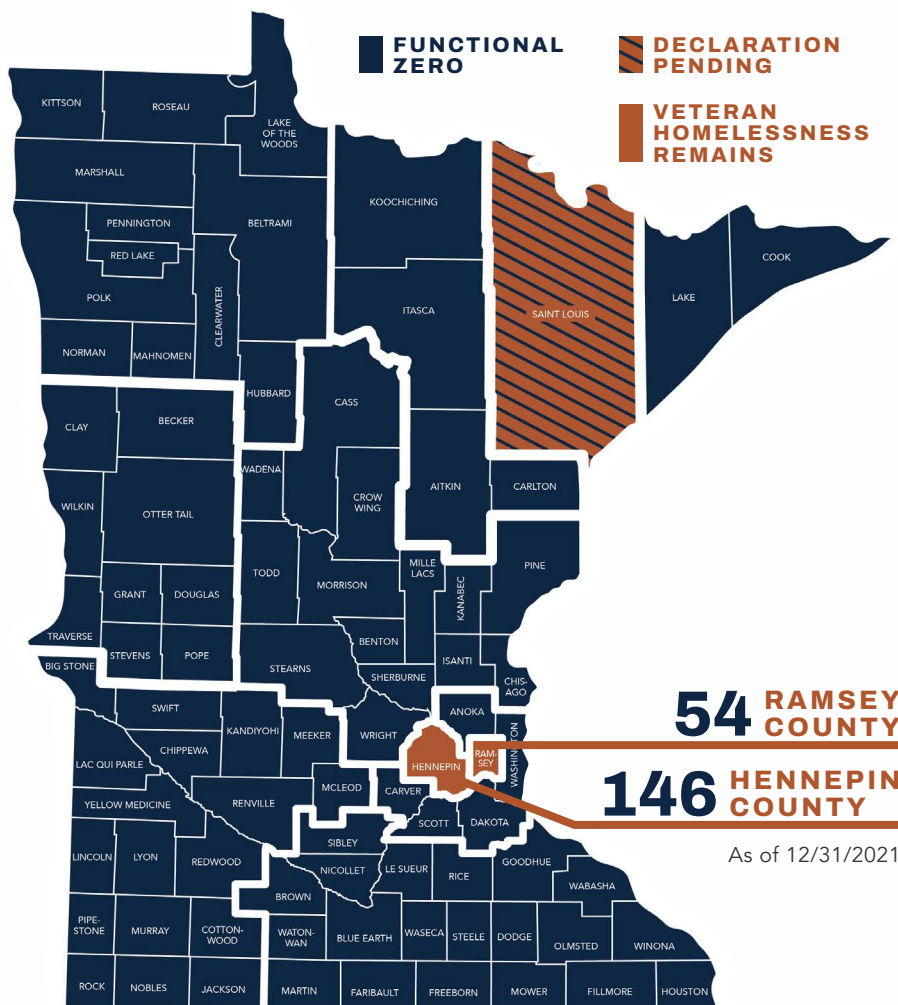 FUNCTIONAL
ZERO
DECLARATION
PENDING
VETERAN
HOMELESSNESS
REMAINS
KITTSON
ROSEAU
LAKE
OF THE
WOODS
MARSHALL
KOOCHICHING
PENNINGTON
BELTRAMI
RED LAKE
COOK
POLK
CLEARWATER
ITASCA
SAINT LOUIS
LAKE
NORMAN
MAHNOMEN
HUBBARD
CASS
CLAY
BECKER
WADENA
AITKIN
CARLTON
CROW
WING
WILKIN
OTTER TAIL
TODD
MORRISON
MILLE
LACS
KANABEC
PINE
GRANT
DOUGLAS
TRAVERSE
STEVENS
POPE
BENTON
ISANTI
BIG STONE
STEARNS
SHERBURNE
CHIS-
AGO
SWIFT
ANOKA
WASHINGTON
54 RAMSEY
COUNTY
KANDIYOHI
MEEKER
WRIGHT
CHIPPEWA
RAM-
SEY
LAC QUI PARLE
HENNEPIN
146 HENNEPIN
COUNTY
MCLEOD
CARVER
YELLOW MEDICINE
RENVILLE
SCOTT
DAKOTA
SIBLEY
As of 12/31/2021
LINCOLN
LYON
REDWOOD
NICOLLET
LE SUEUR
RICE
GOODHUE
WABASHA
BROWN
PIPE-
STONE
MURRAY
COTTON-
WOOD
WATON-
WAN
BLUE EARTH
WASECA
STEELE
DODGE
OLMSTED
WINONA
ROCK
NOBLES
JACKSON
MARTIN
FARIBAULT
FREEBORN
MOWER
FILLMORE
HOUSTON